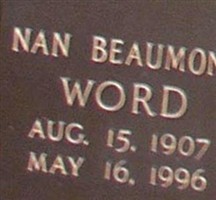 NAN BEAUMON
WORD
AUG. 15, 1907
MAY 16, 1996